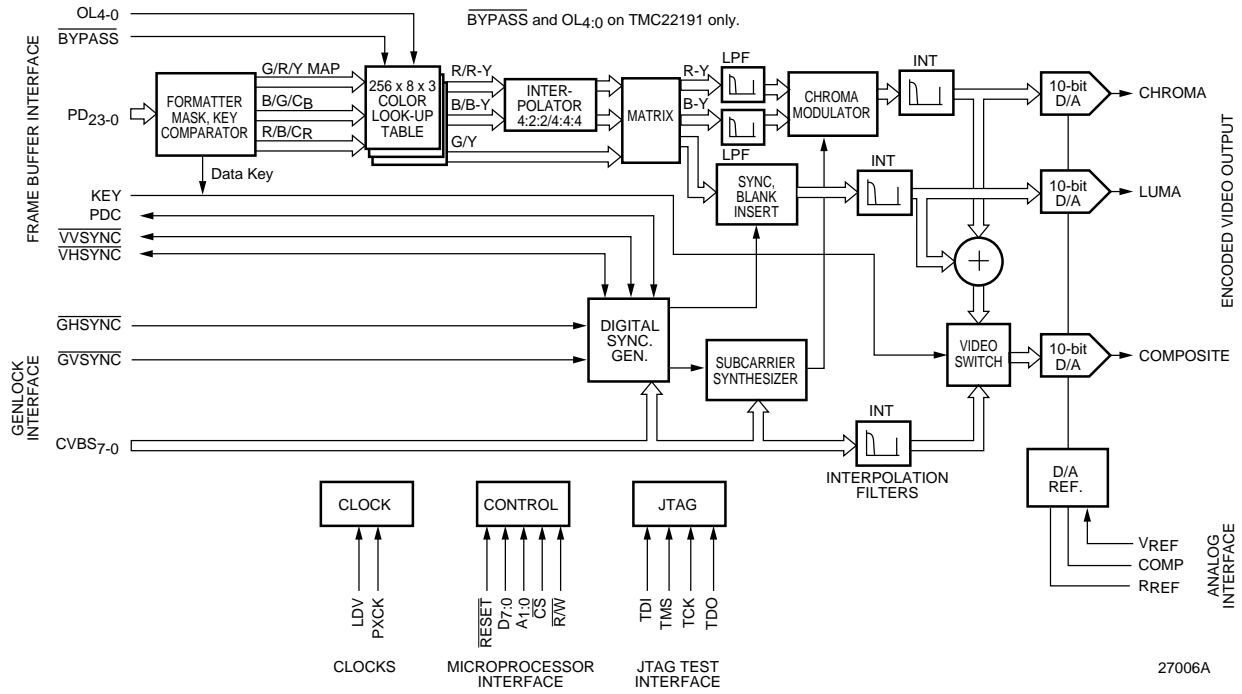 OL4-0
BYPASS
BYPASS and OL4:0 on TMC22191 only.
FRAME BUFFER INTERFACE
PD23-0
FORMATTER
MASK, KEY
COMPARATOR
G/R/Y MAP
B/G/CB
R/B/CR
Data Key
256 x 8 x 3
COLOR
LOOK-UP
TABLE
R/R-Y
B/B-Y
G/Y
INTER-
POLATOR
4:2:2/4:4:4
MATRIX
R-Y
B-Y
LPF
LPF
CHROMA
MODULATOR
INT
10-bit
D/A
CHROMA
SYNC,
BLANK
INSERT
INT
10-bit
D/A
LUMA
ENCODED VIDEO OUTPUT
KEY
PDC
VVSYNC
VHSYNC
+
GENLOCK
INTERFACE
GHSYNC
GVSYNC
CVBS7-0
DIGITAL
SYNC.
GEN.
SUBCARRIER
SYNTHESIZER
VIDEO
SWITCH
10-bit
D/A
COMPOSITE
INT
INTERPOLATION
FILTERS
D/A
REF.
VREF
COMP
RREF
ANALOG
INTERFACE
CLOCK
LDV
PXCK
CLOCKS
CONTROL
RESET
D7:0
A1:0
CS
R/W
MICROPROCESSOR
INTERFACE
JTAG
TDI
TMS
TCK
TDO
JTAG TEST
INTERFACE
27006A